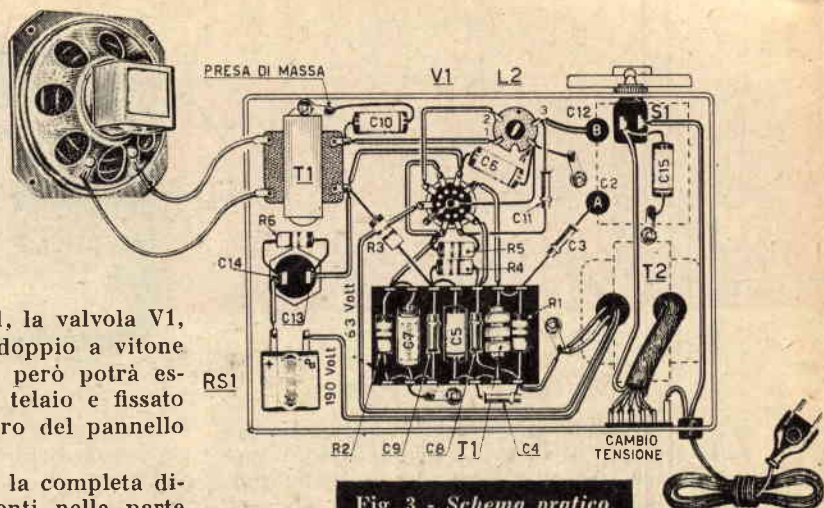 PRESA DI MASSA
V1
L2
C10
2
1
3
4
C12
B
S1
C6
T1
C2
C15
C11
A
R6
R3
R5
C3
R4
C14
T2
l, la valvola V1,
doppio a vitone
però potrà es-
telaio e fissato
ro del pannello
C13
6,3 Volt
R1
C7
C5
RS1
+
190 Volt
R2
C9
C8
J1
C4
CAMBIO
TENSIONE
la completa di-
enti nella parte
Fig. 3 - Schema pratico